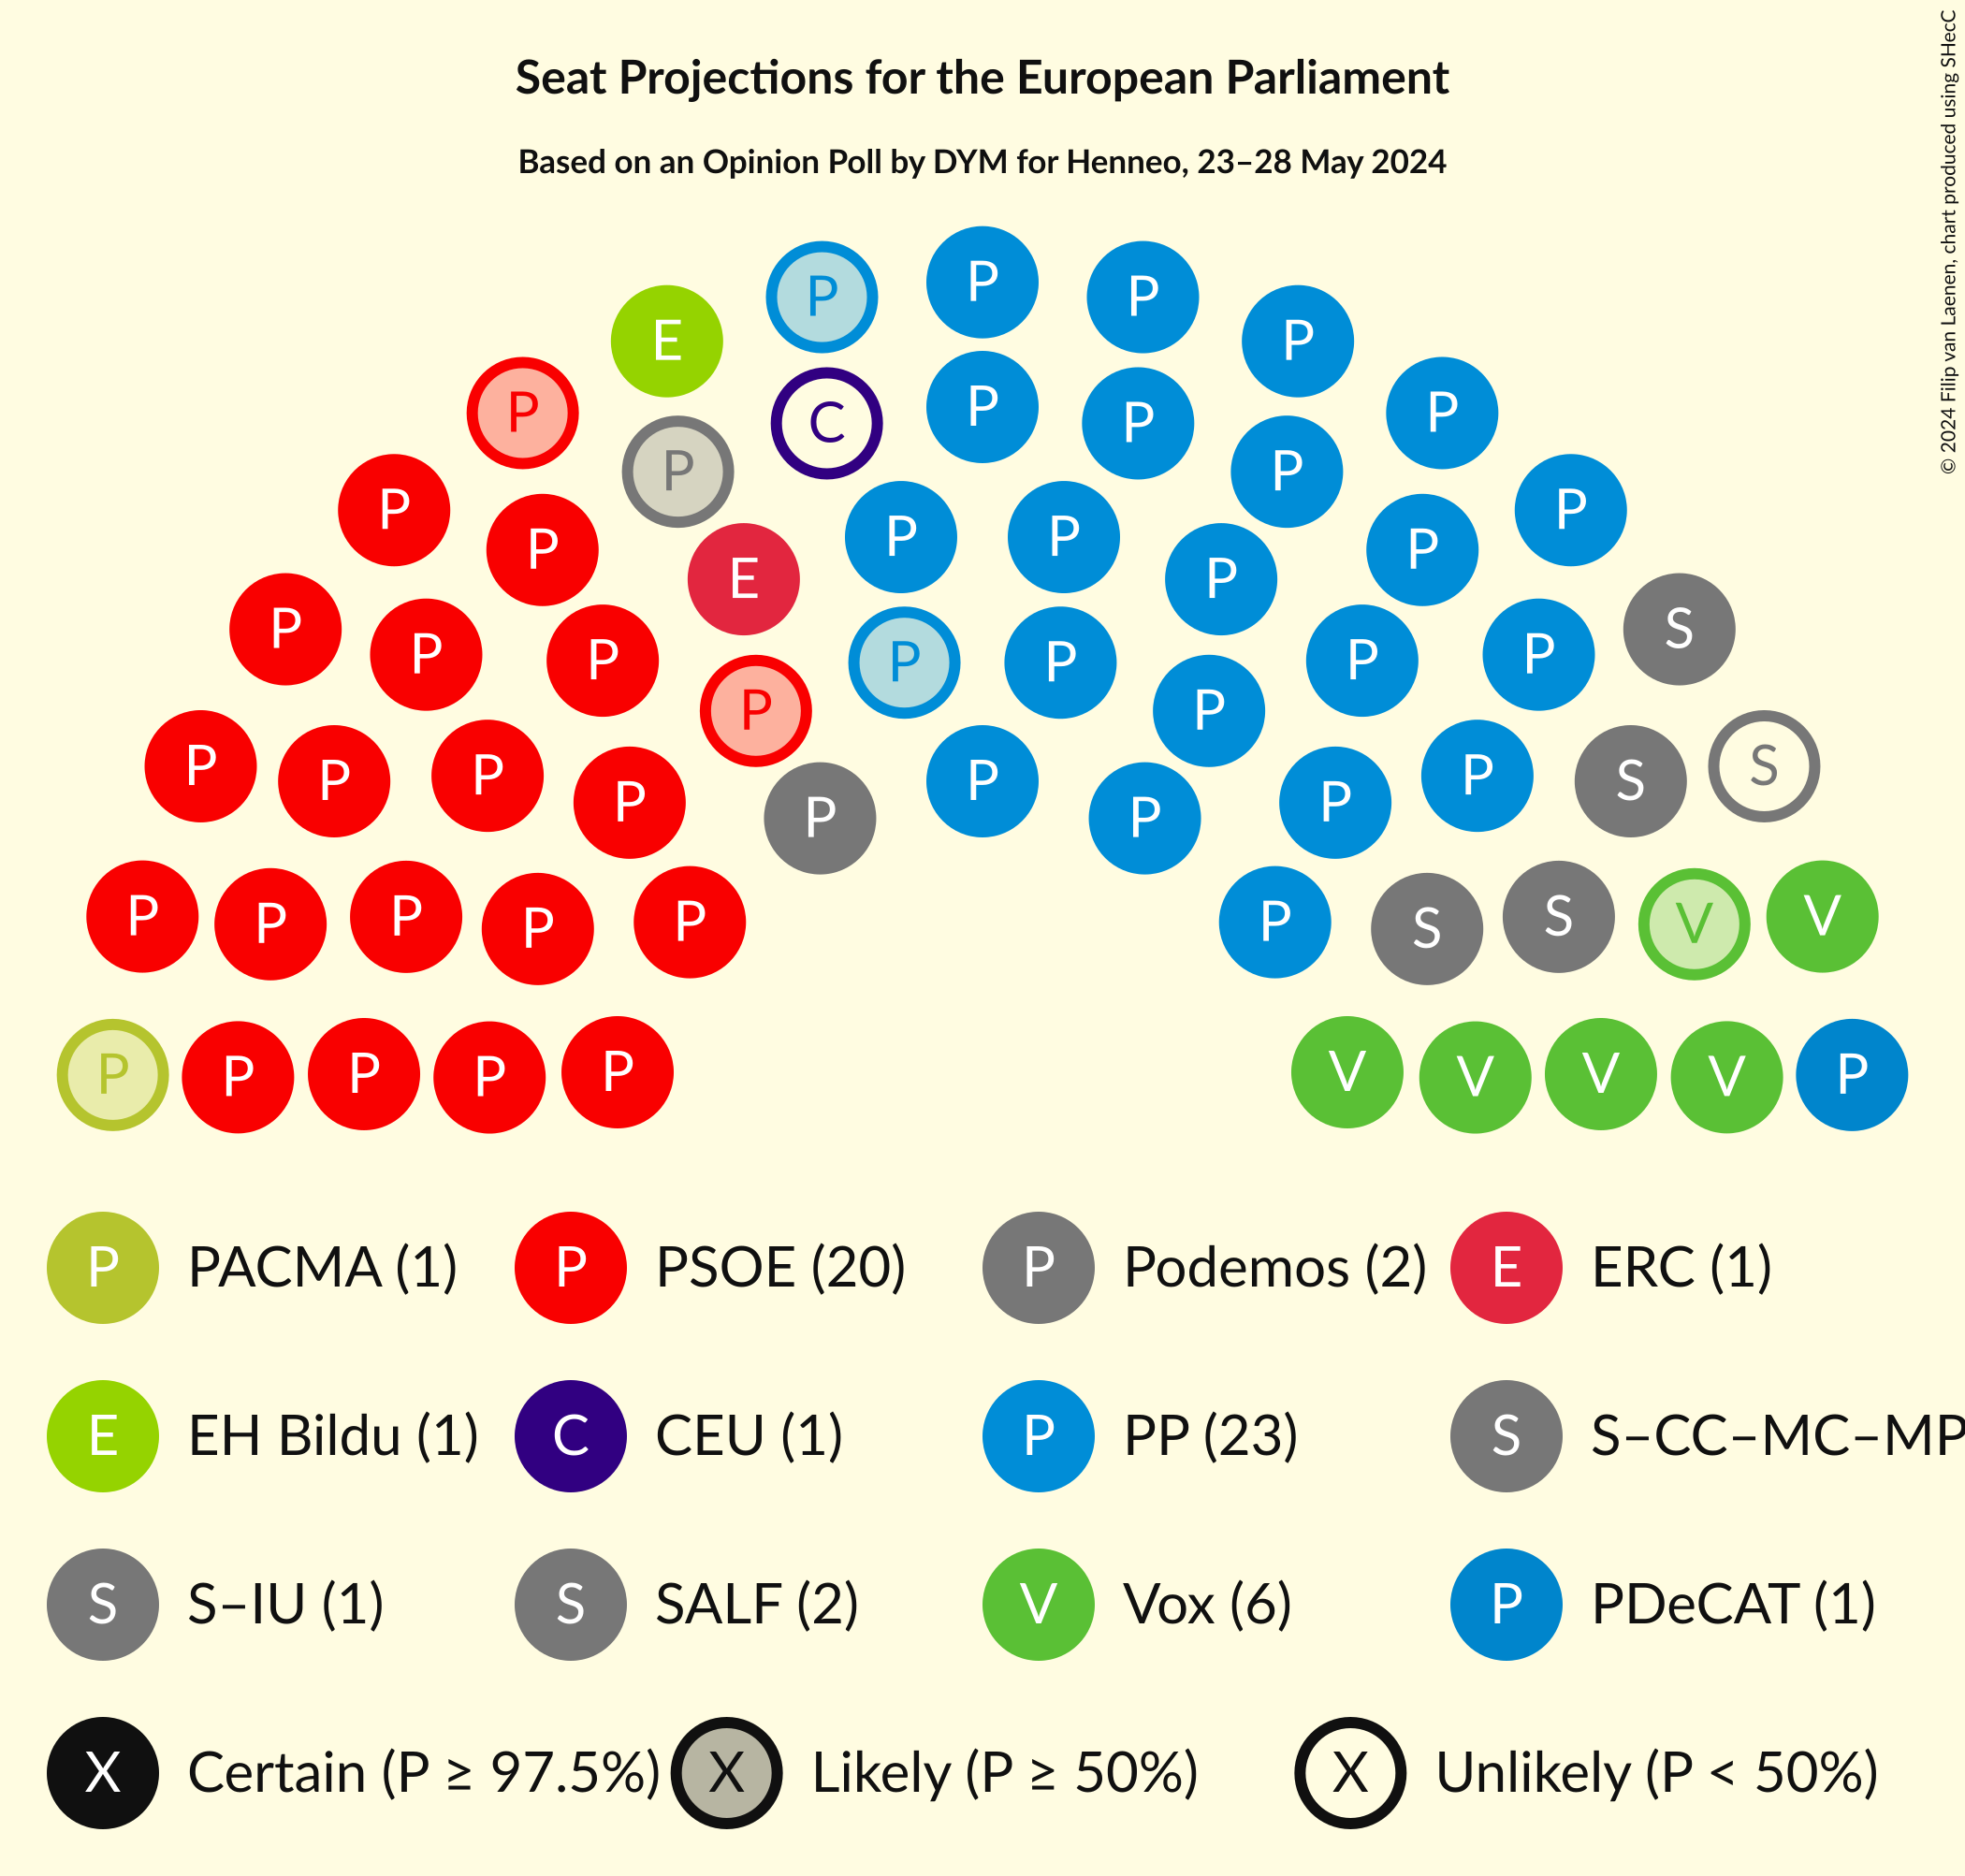 Seat Projections for the European Parliament
Based on an Opinion Poll by DYM for Henneo, 23–28 May 2024
© 2024 Filip van Laenen, chart produced using SHecC
P
P P
E P
P
P P
C P
P P
P P
P P
P P
E P
P S
P P
P P
P P
P P
P S
P P
P P S
P P
P P
P P S V
P P
P V
P S
P P P P P V V V V P
P PACMA (1) P PSOE (20) P Podemos (2) E ERC (1)
E EH Bildu (1) C CEU (1) P PP (23) S S–CC–MC–MP
S S–IU (1) S SALF (2) V Vox (6) P PDeCAT (1)
X Certain (P ≥ 97.5%) X Likely (P ≥ 50%) X Unlikely (P < 50%)